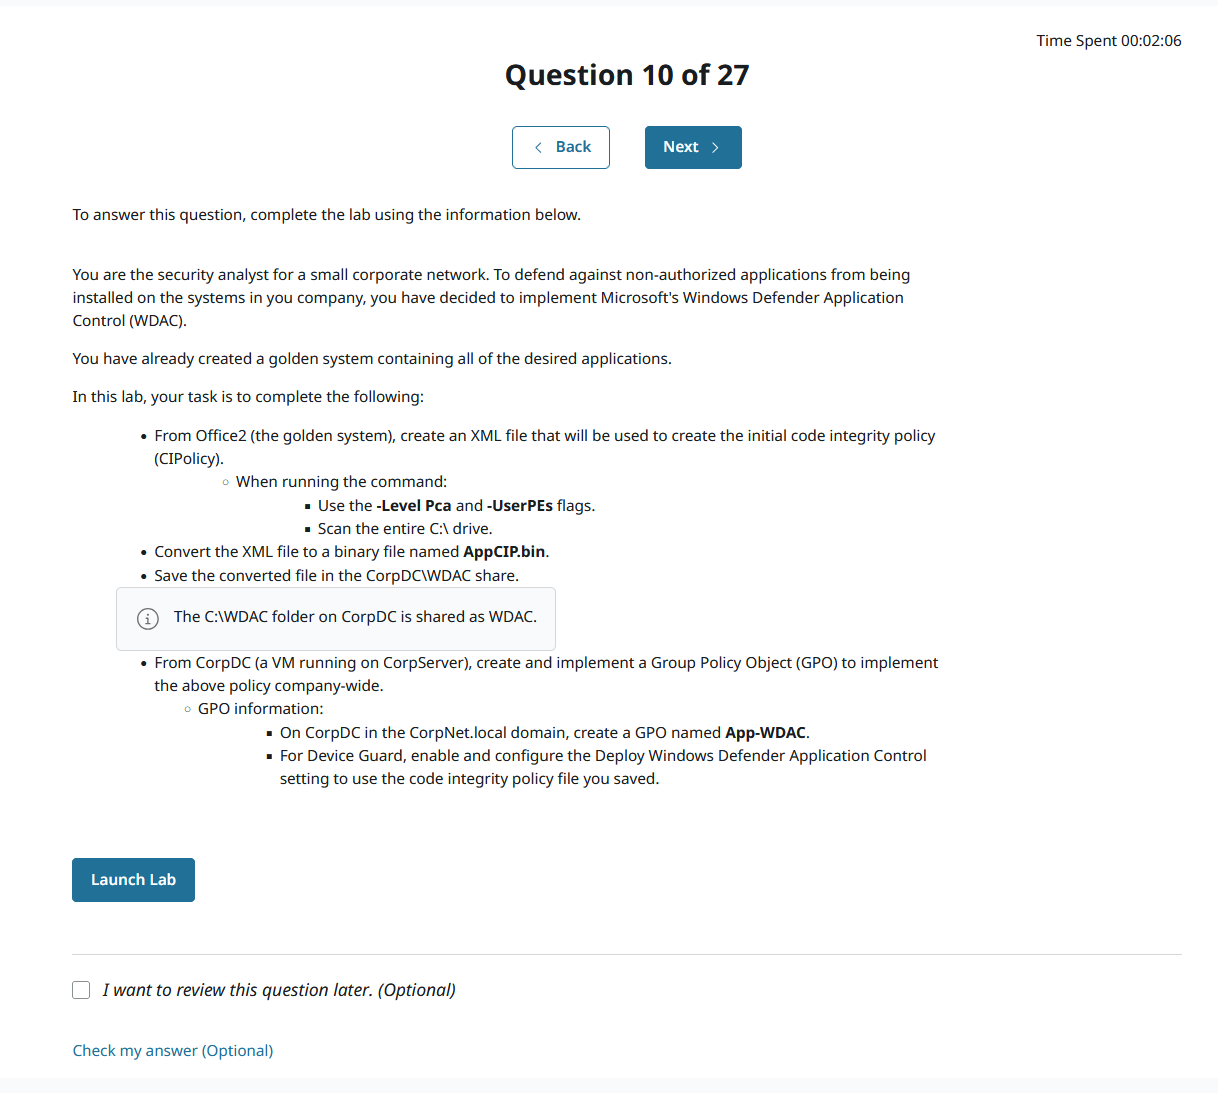 Time Spent 00:02:06
Question 10 of 27
Back
Next
To answer this question, complete the lab using the information below.
You are the security analyst for a small corporate network. To defend against non-authorized applications from being
installed on the systems in you company, you have decided to implement Microsoft's Windows Defender Application
Control (WDAC).
You have already created a golden system containing all of the desired applications.
In this lab, your task is to complete the following:
• From Office2 (the golden system), create an XML file that will be used to create the initial code integrity policy
(CIPolicy).
◦ When running the command:
▪ Use the -Level Pca and -UserPEs flags.
▪ Scan the entire C:\ drive.
• Convert the XML file to a binary file named AppCIP.bin.
• Save the converted file in the CorpDC\WDAC share.
The C:\WDAC folder on CorpDC is shared as WDAC.
• From CorpDC (a VM running on CorpServer), create and implement a Group Policy Object (GPO) to implement
the above policy company-wide.
◦ GPO information:
▪ On CorpDC in the CorpNet.local domain, create a GPO named App-WDAC.
▪ For Device Guard, enable and configure the Deploy Windows Defender Application Control
setting to use the code integrity policy file you saved.
Launch Lab
I want to review this question later. (Optional)
Check my answer (Optional)